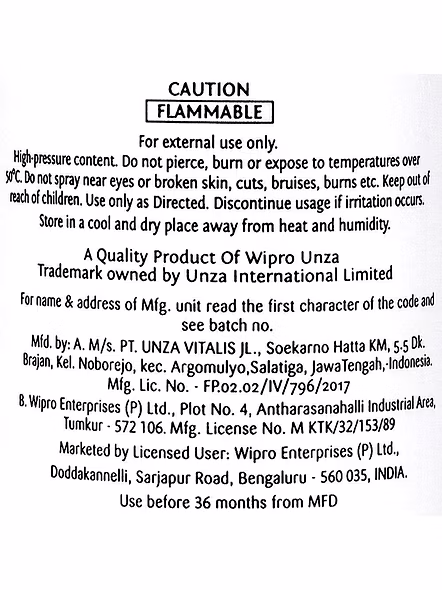 CAUTION
FLAMMABLE
For external use only.
High-pressure content. Do not pierce, burn or expose to temperatures over
50°C. Do not spray near eyes or broken skin, cuts, bruises, burns etc. Keep out of
reach of children. Use only as Directed. Discontinue usage if irritation occurs.
Store in a cool and dry place away from heat and humidity.
A Quality Product Of Wipro Unza
Trademark owned by Unza International Limited
For name & address of Mfg. unit read the first character of the code and
see batch no.
Mfd. by: A. M/s. PT. UNZA VITALIS JL., Soekarno Hatta KM, 5.5 Dk.
Brajan, Kel. Noborejo, kec. Argomulyo,Salatiga, JawaTengah,-Indonesia.
Mfg. Lic. No. - FP.02.02/IV/796/2017
B. Wipro Enterprises (P) Ltd., Plot No. 4, Antharasanahalli Industrial Area,
Tumkur - 572 106. Mfg. License No. M KTK/32/153/89
Marketed by Licensed User: Wipro Enterprises (P) Ltd.,
Doddakannelli, Sarjapur Road, Bengaluru - 560 035, INDIA.
Use before 36 months from MFD